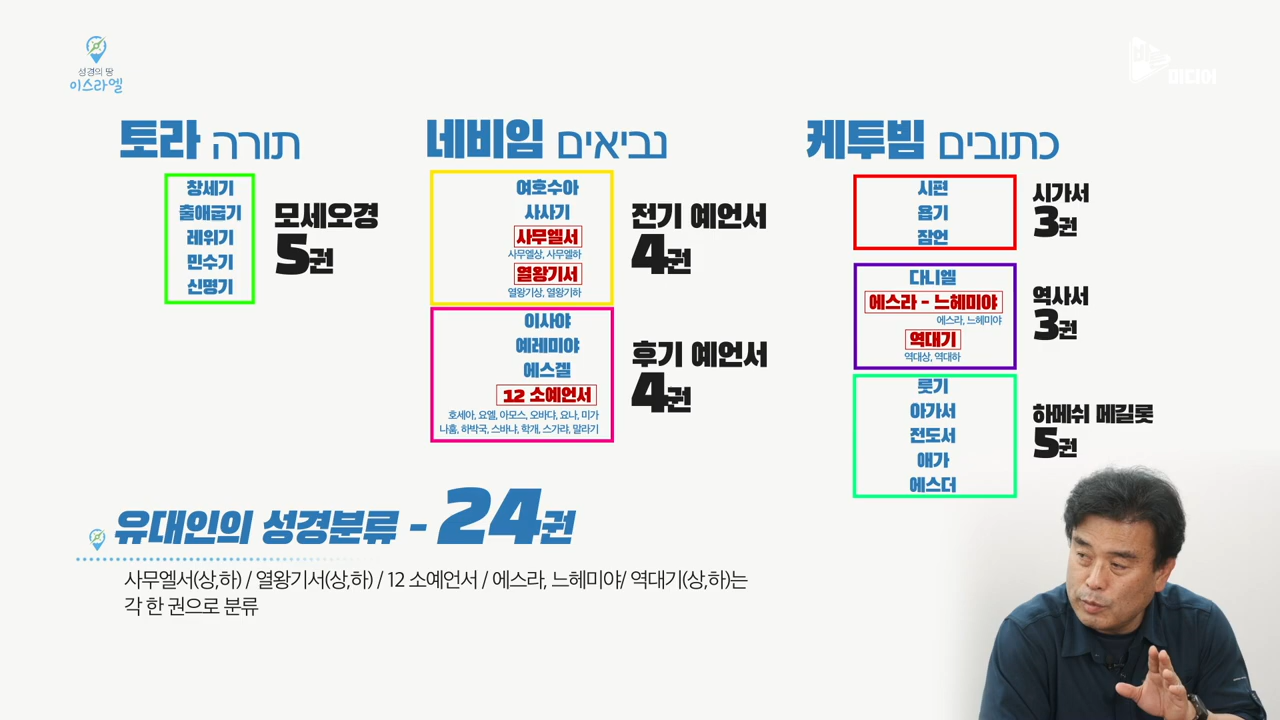 성경의 땅
이스라엘
비추
미디어
토라 תורה
창세기
출애굽기
레위기
민수기
신명기
모세오경
5권
네비임 נביאים
여호수아
사사기
사무엘서
사무엘상, 사무엘하
열왕기서
열왕기상, 열왕기하
전기 예언서
4권
이사야
예레미야
에스겔
12 소예언서
호세아, 요엘, 아모스, 오바댜, 요나, 미가
나훔, 하박국, 스바냐, 학개, 스가랴, 말라기
후기 예언서
4권
케투빔 כתובים
시편
욥기
잠언
시가서
3권
다니엘
에스라 - 느헤미야
에스라, 느헤미야
역대기
역대상, 역대하
역사서
3권
룻기
아가서
전도서
애가
에스더
하메쉬 메길롯
5권
유대인의 성경분류 - 24권
사무엘서(상,하) / 열왕기서(상,하) / 12 소예언서 / 에스라, 느헤미야/ 역대기(상,하)는
각 한 권으로 분류